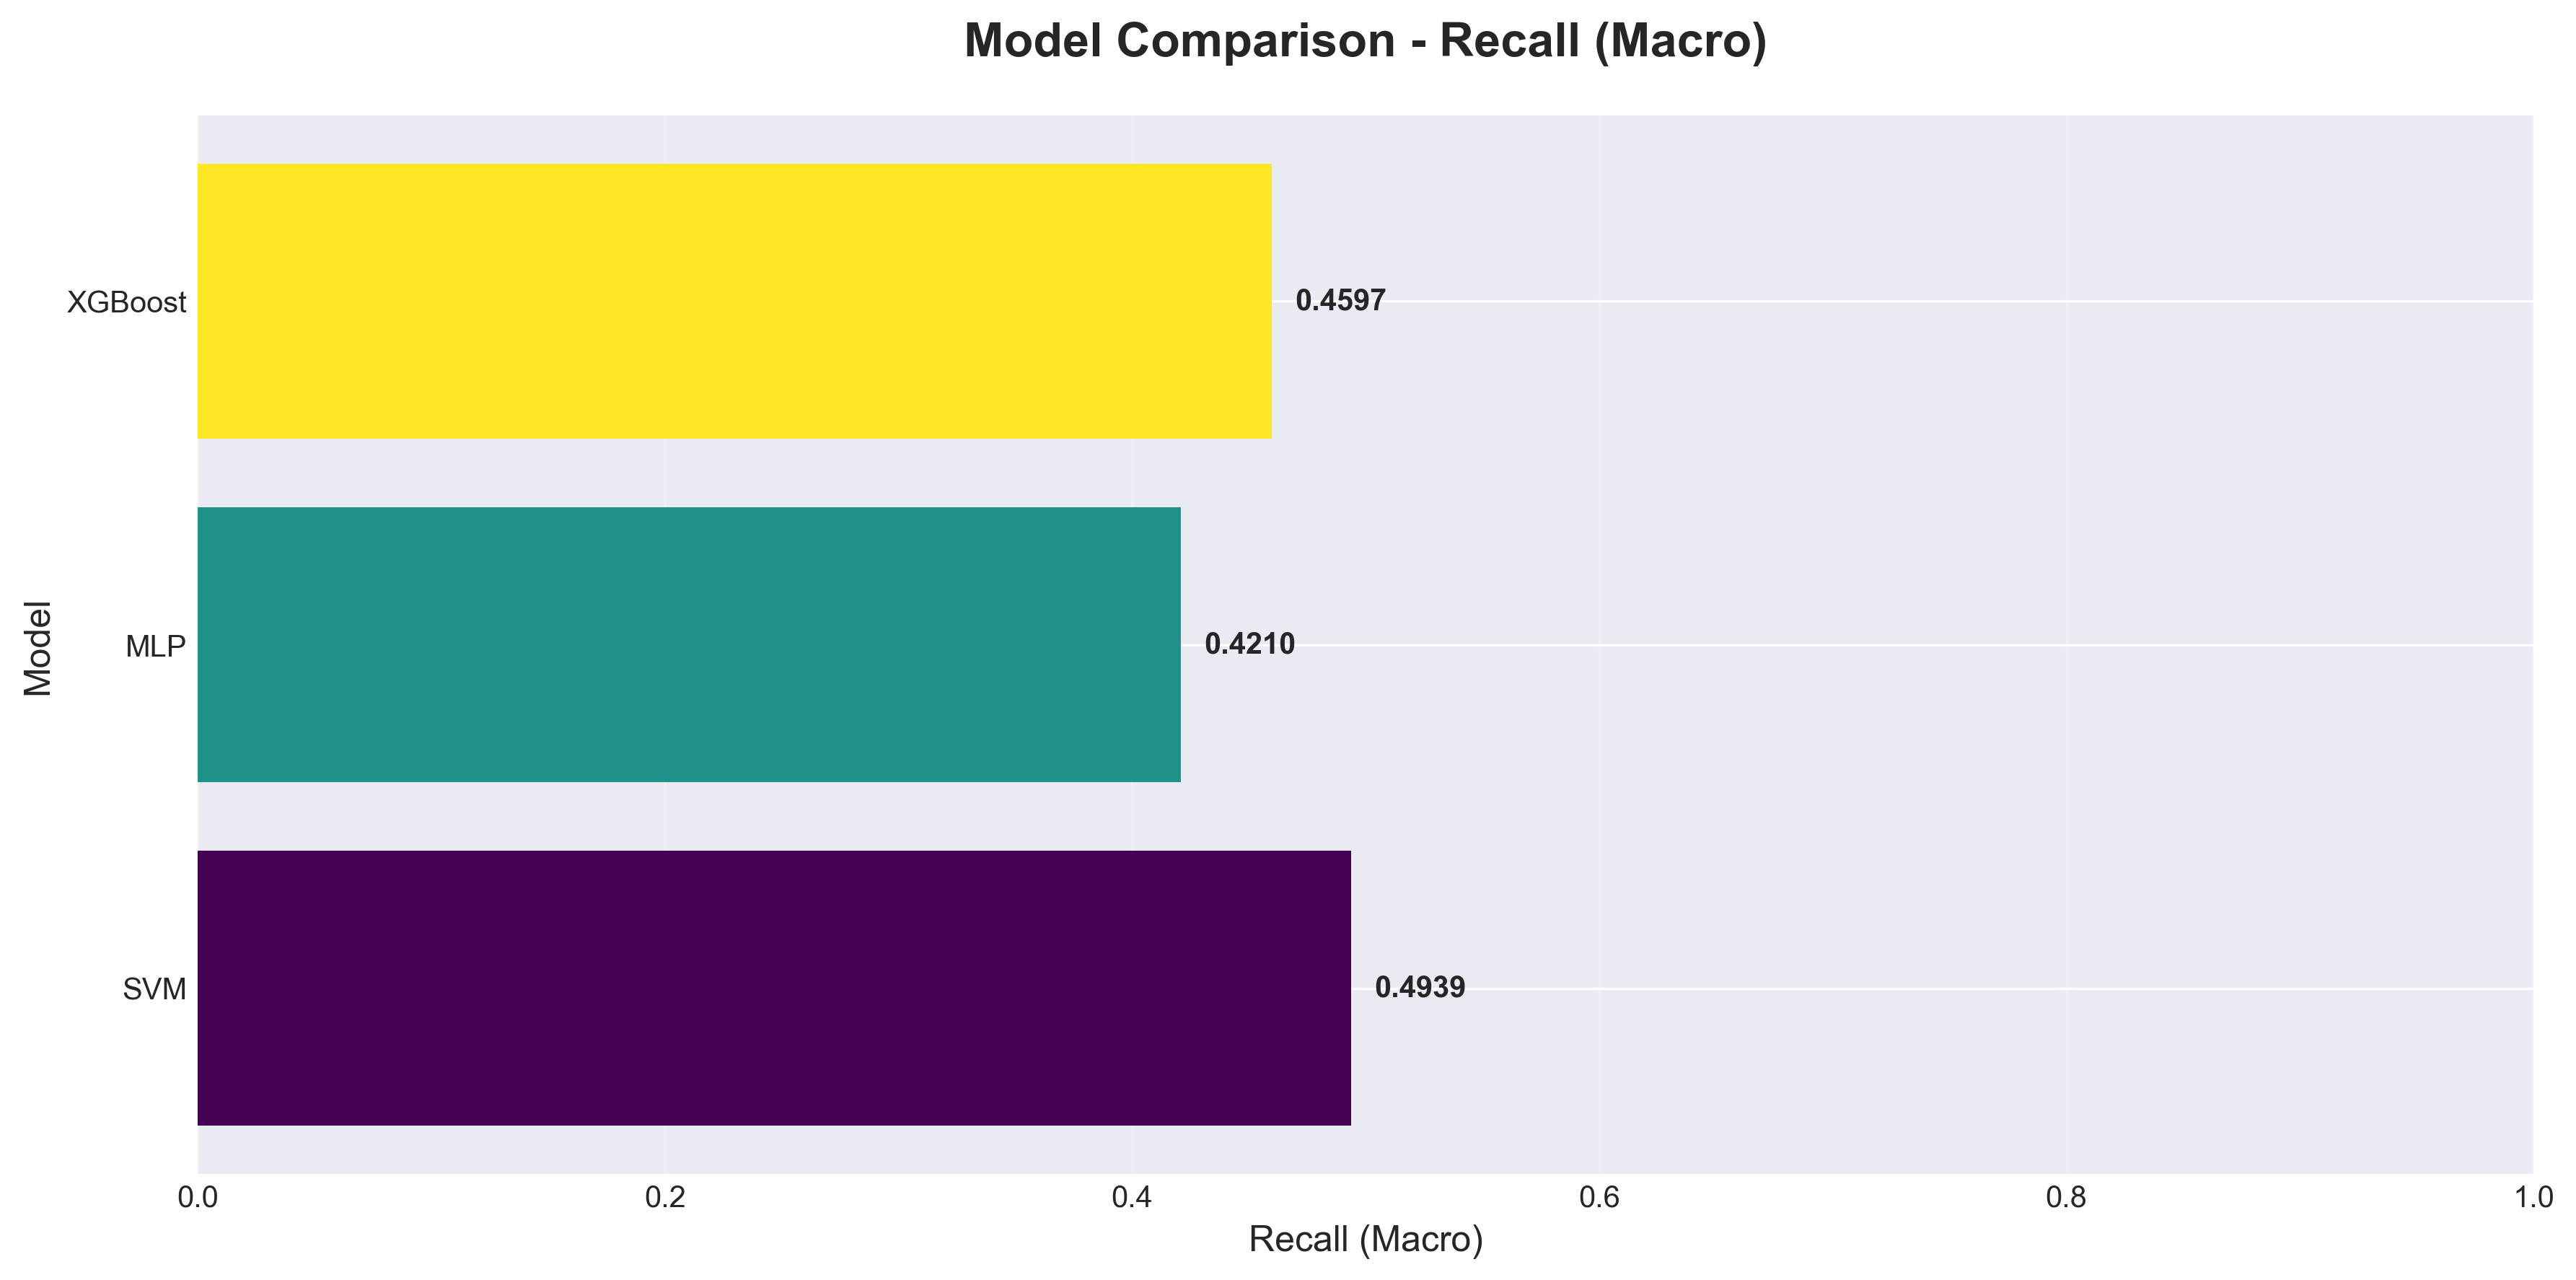 Model Comparison - Recall (Macro)
XGBoost
0.4597
MLP
0.4210
SVM
0.4939
Model
0.0 0.2 0.4 0.6 0.8 1.0
Recall (Macro)